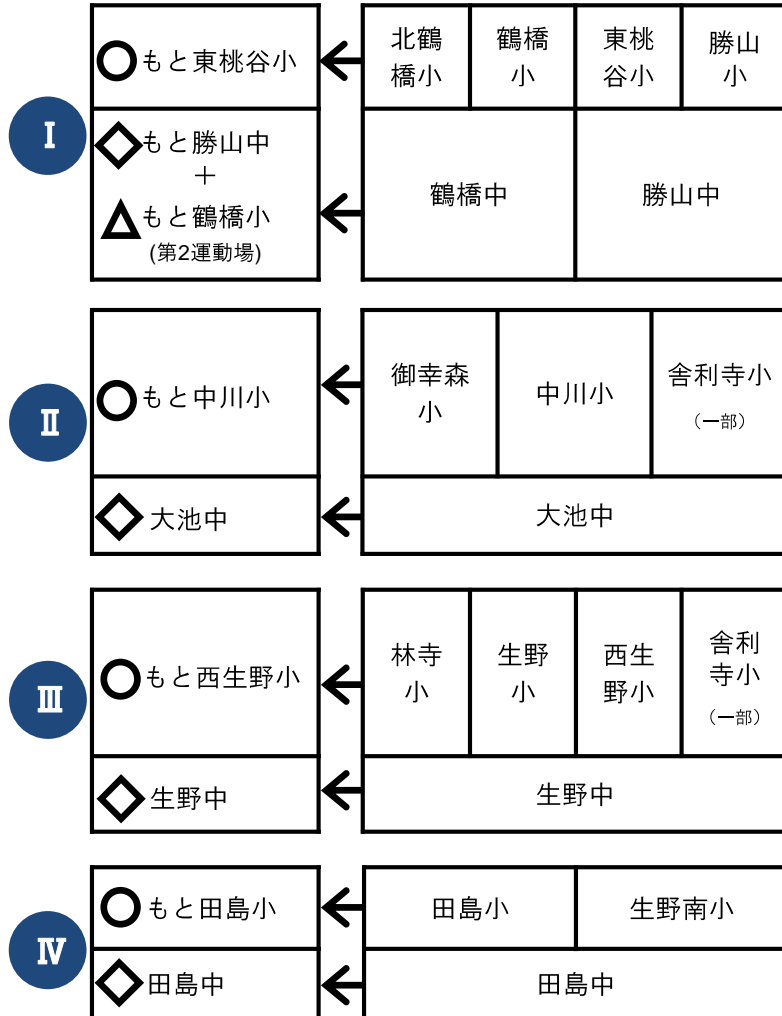 Ⅰ
もと東桃谷小
北鶴
橋小
鶴橋
小
東桃
谷小
勝山
小
もと勝山中
＋
もと鶴橋小
(第2運動場)
鶴橋中
勝山中
Ⅱ
もと中川小
御幸森
小
中川小
舎利寺小
（一部）
大池中
大池中
Ⅲ
もと西生野小
林寺
小
生野
小
西生
野小
舎利
寺小
（一部）
生野中
生野中
Ⅳ
もと田島小
田島小
生野南小
田島中
田島中